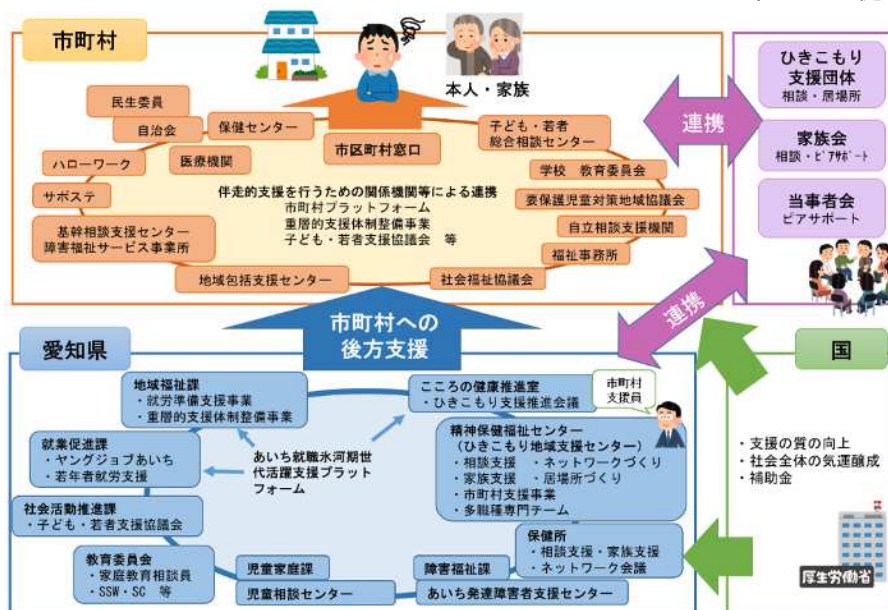 市町村
本人・家族
民生委員
自治会
保健センター
市区町村窓口
子ども・若者
総合相談センター
ハローワーク
医療機関
学校　教育委員会
サポステ
伴走的支援を行うための関係機関等による連携
市町村プラットフォーム
重層的支援体制整備事業
子ども・若者支援協議会　等
要保護児童対策地域協議会
自立相談支援機関
基幹相談支援センター
障害福祉サービス事業所
福祉事務所
地域包括支援センター
社会福祉協議会
連携
ひきこもり
支援団体
相談・居場所
家族会
相談・ピアサポート
当事者会
ピアサポート
市町村への
後方支援
連携
愛知県
地域福祉課
・就労準備支援事業
・重層的支援体制整備事業
こころの健康推進室
・ひきこもり支援推進会議
市町村
支援員
就業促進課
・ヤングジョブあいち
・若年者就労支援
あいち就職氷河期世
代活躍支援プラット
フォーム
精神保健福祉センター
（ひきこもり地域支援センター）
・相談支援　・ネットワークづくり
・家族支援　・居場所づくり
・市町村支援事業
・多職種専門チーム
社会活動推進課
・子ども・若者支援協議会
保健所
・相談支援・家族支援
・ネットワーク会議
教育委員会
・家庭教育相談員
・SSW・SC　等
児童家庭課
児童相談センター
障害福祉課
あいち発達障害者支援センター
国
・支援の質の向上
・社会全体の気運醸成
・補助金
厚生労働省